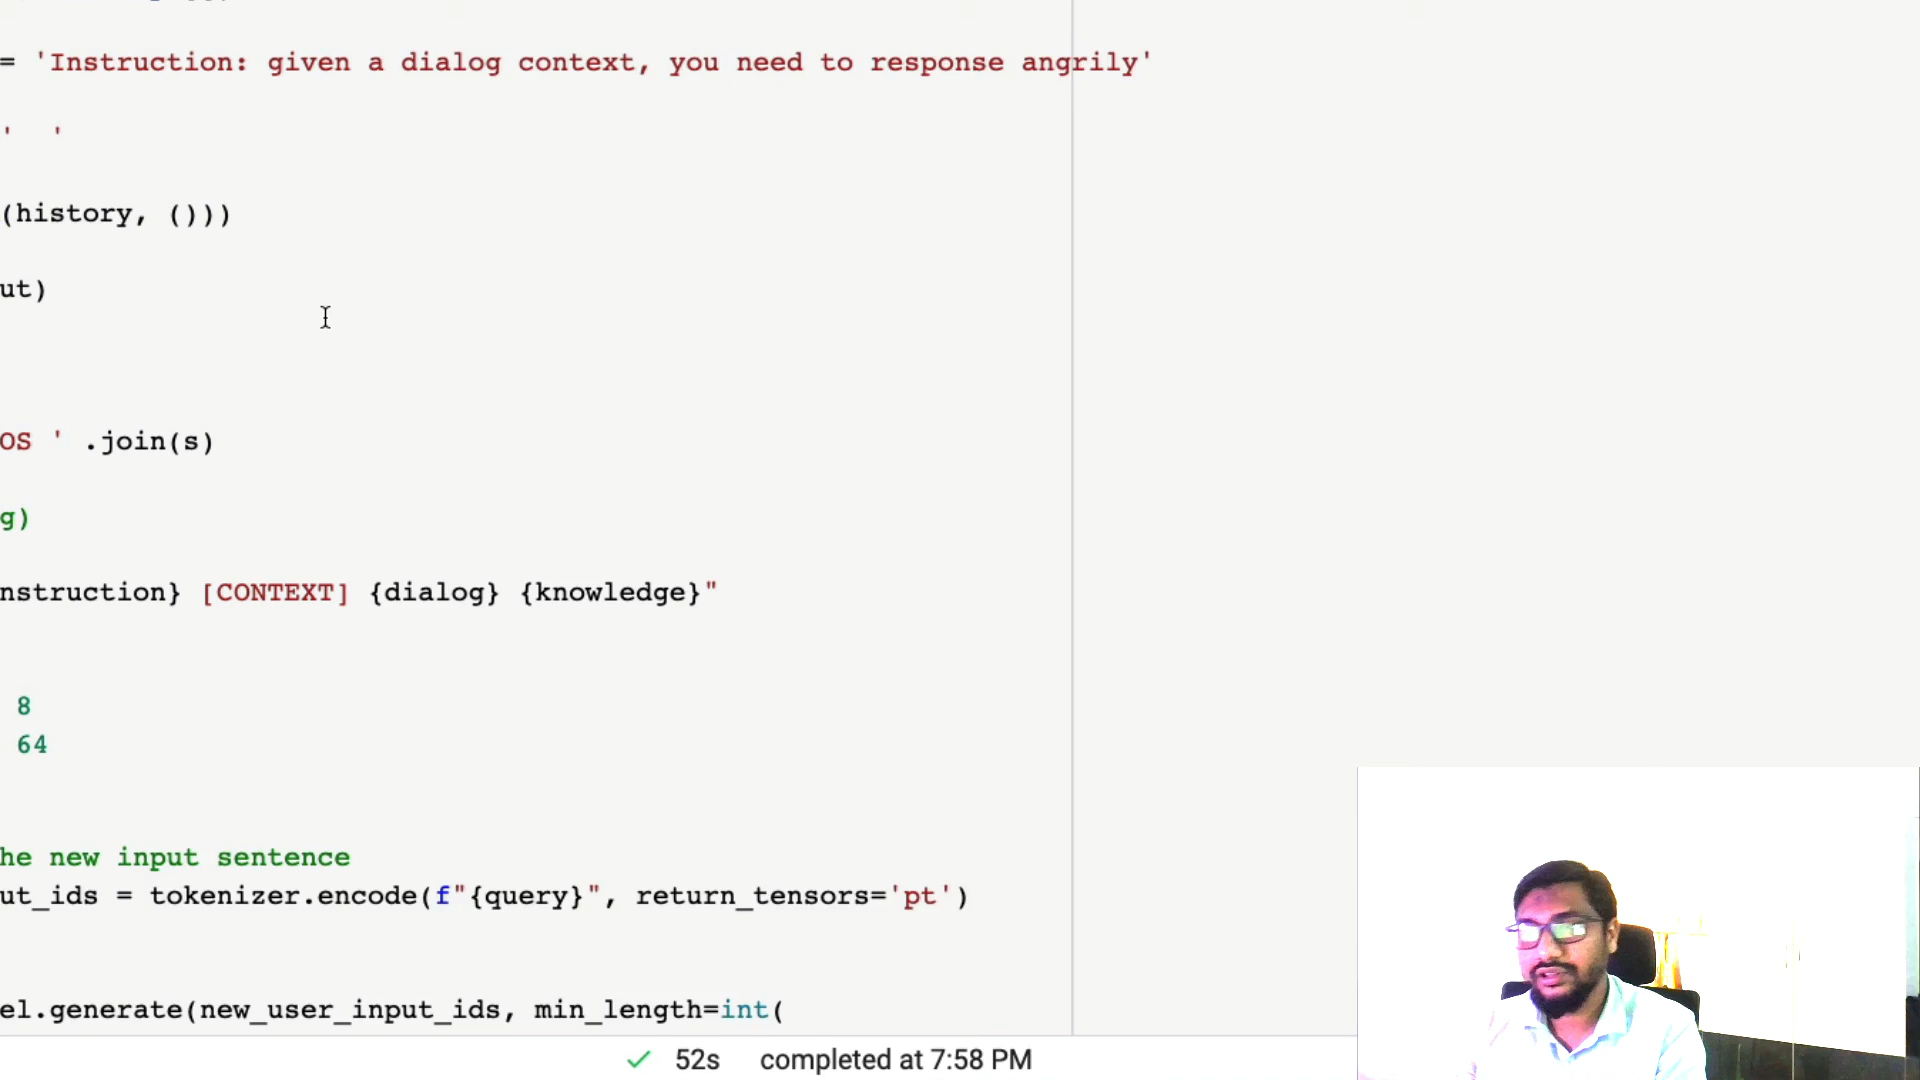 = 'Instruction: given a dialog context, you need to response angrily'
' '
(history, ()))
ut)
OS ' .join(s)
g)
nstruction} [CONTEXT] {dialog} {knowledge}"
8
64
he new input sentence
ut_ids = tokenizer.encode(f"{query}", return_tensors='pt')
el.generate(new_user_input_ids, min_length=int(
52s completed at 7:58 PM